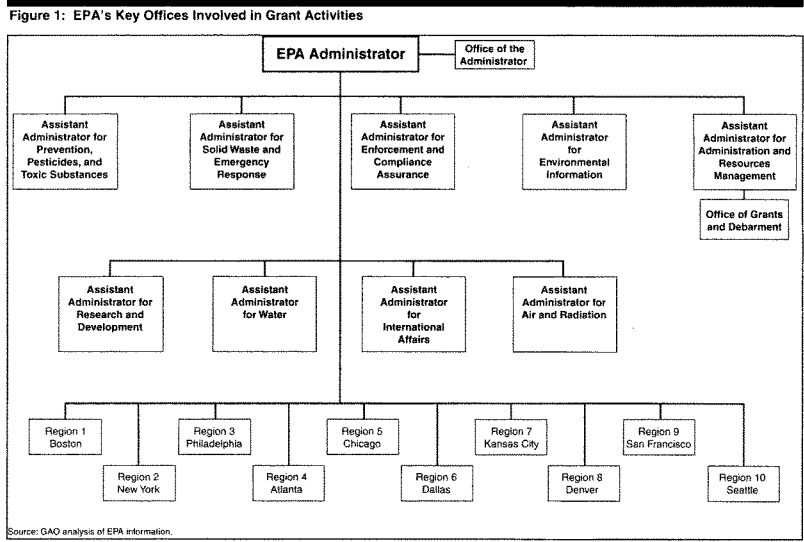 Figure 1: EPA's Key Offices Involved in Grant Activities
EPA Administrator
Office of the
Administrator
Assistant
Administrator for
Prevention,
Pesticides, and
Toxic Substances
Assistant
Administrator for
Solid Waste and
Emergency
Response
Assistant
Administrator for
Enforcement and
Compliance
Assurance
Assistant
Administrator
for
Environmental
Information
Assistant
Administrator for
Administration and
Resources
Management
Office of Grants
and Debarment
Assistant
Administrator for
Research and
Development
Assistant
Administrator
for Water
Assistant
Administrator
for
International
Affairs
Assistant
Administrator for
Air and Radiation
Region 1
Boston
Region 2
New York
Region 3
Philadelphia
Region 4
Atlanta
Region 5
Chicago
Region 6
Dallas
Region 7
Kansas City
Region 8
Denver
Region 9
San Francisco
Region 10
Seattle
Source: GAO analysis of EPA information.